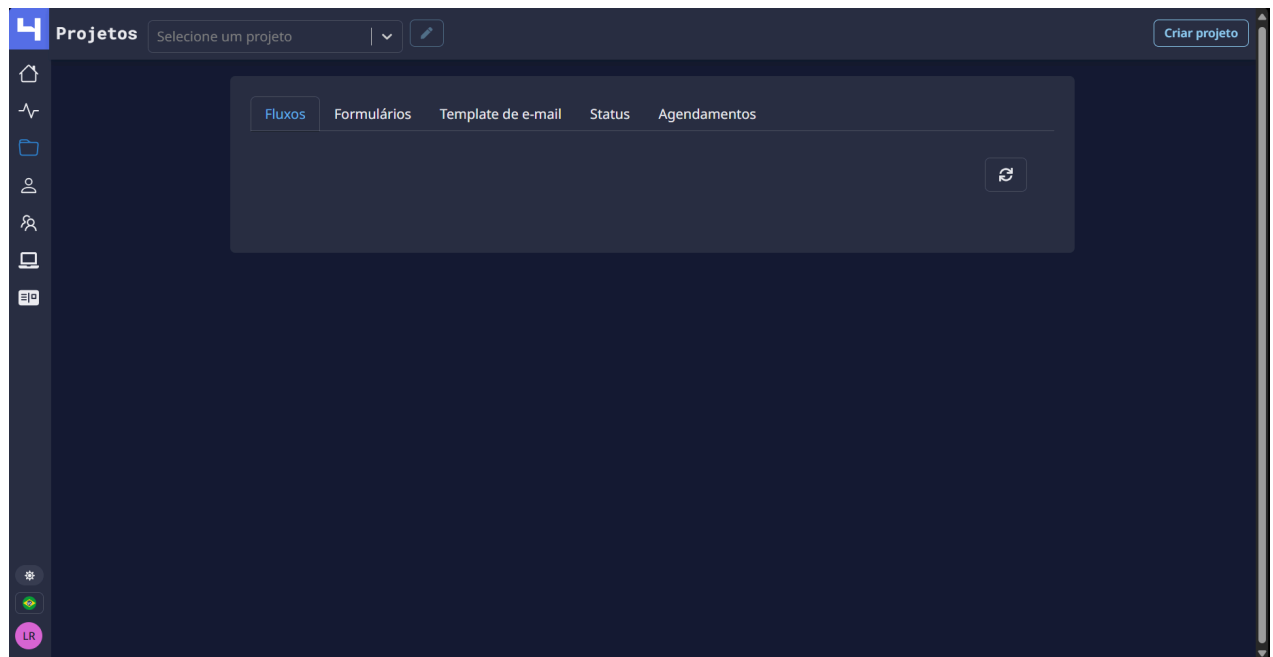 Projetos
Selecione um projeto
Criar projeto
Fluxos
Formulários
Template de e-mail
Status
Agendamentos
LR